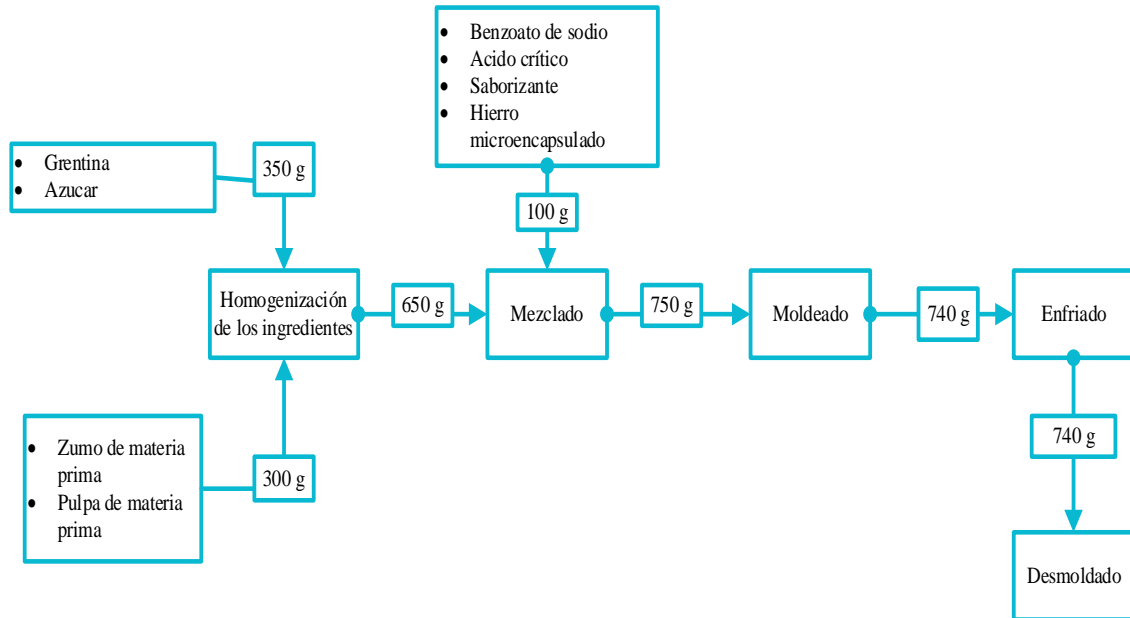 • Benzoato de sodio
• Acido crítico
• Saborizante
• Hierro
microencapsulado
• Grentina
• Azucar
350 g
100 g
Homogenización
de los ingredientes
650 g
Mezclado
750 g
Moldeado
740 g
Enfriado
• Zumo de materia
prima
• Pulpa de materia
prima
300 g
740 g
Desmoldado